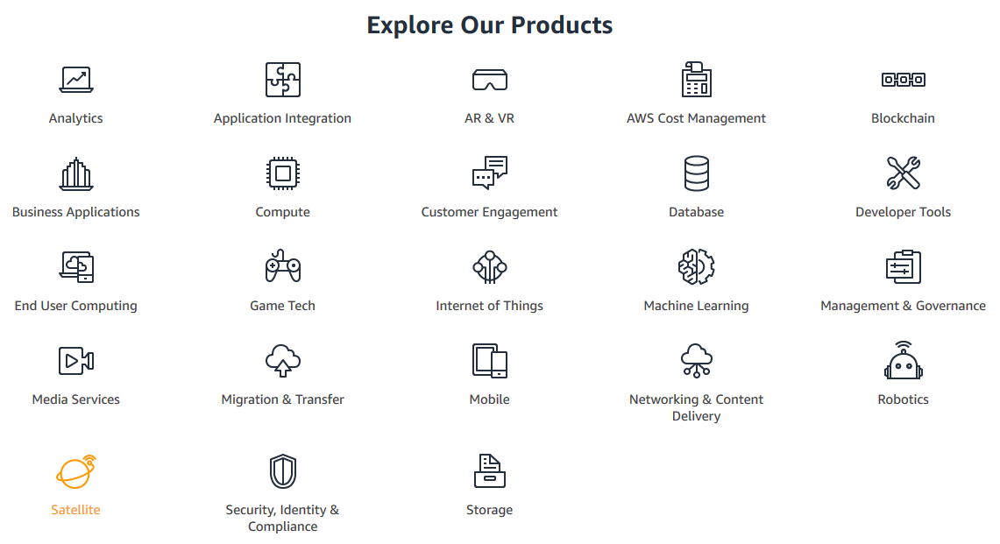 Explore Our Products
Analytics
Application Integration
AR & VR
AWS Cost Management
Blockchain
Business Applications
Compute
Customer Engagement
Database
Developer Tools
End User Computing
Game Tech
Internet of Things
Machine Learning
Management & Governance
Media Services
Migration & Transfer
Mobile
Networking & Content
Delivery
Robotics
Satellite
Security, Identity &
Compliance
Storage